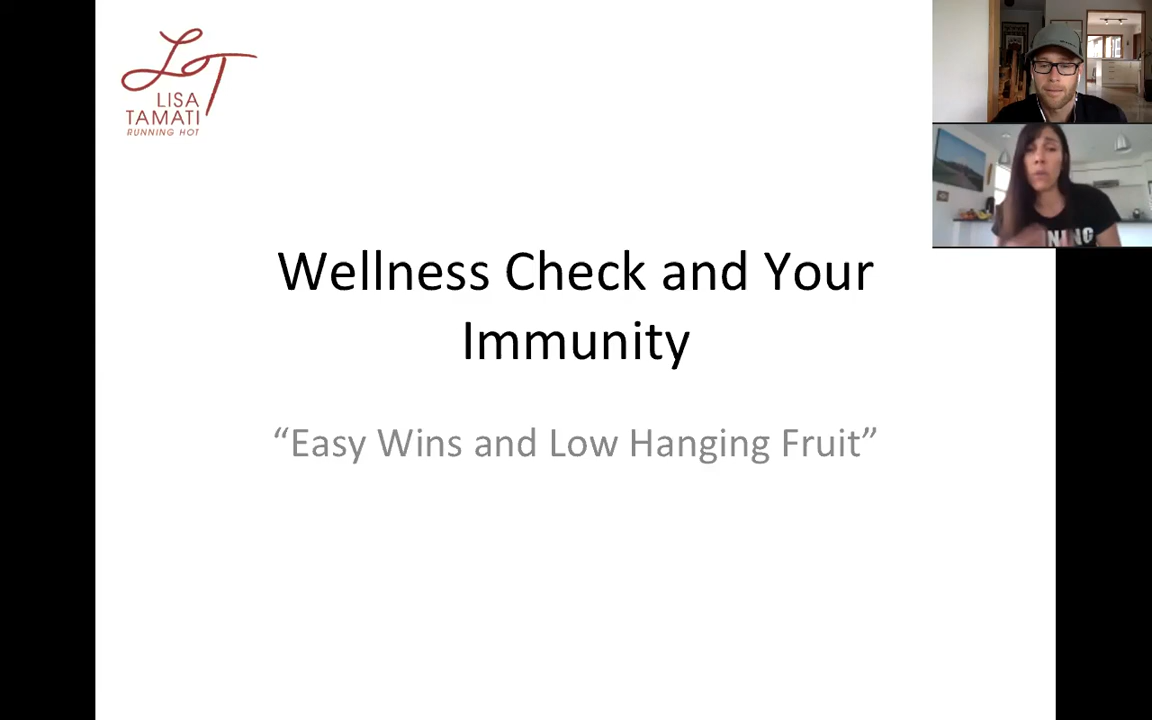 LISA
TAMATI
RUNNING HOT
Wellness Check and Your
Immunity
“Easy Wins and Low Hanging Fruit”